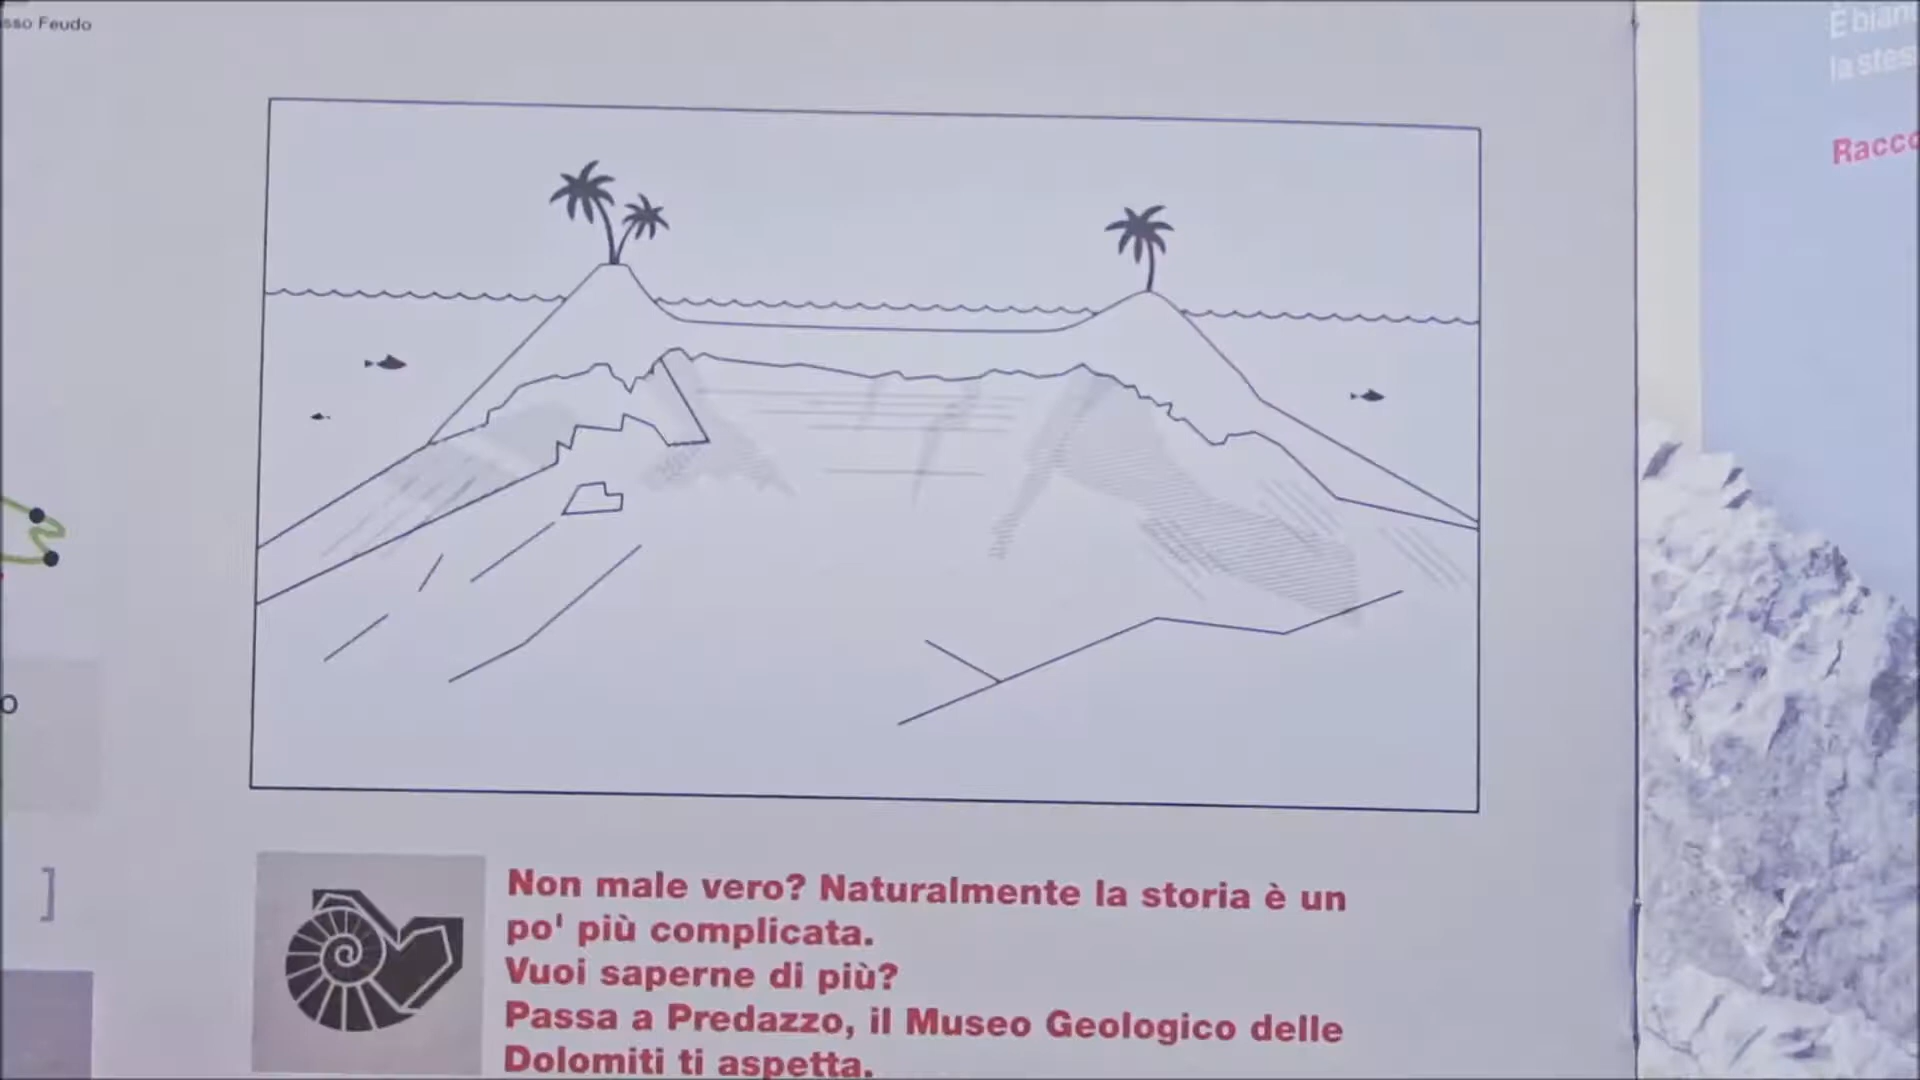 Feudo
Non male vero? Naturalmente la storia è un
po' più complicata.
Vuoi saperne di più?
Passa a Predazzo, il Museo Geologico delle
Dolomiti ti aspetta.
]
È